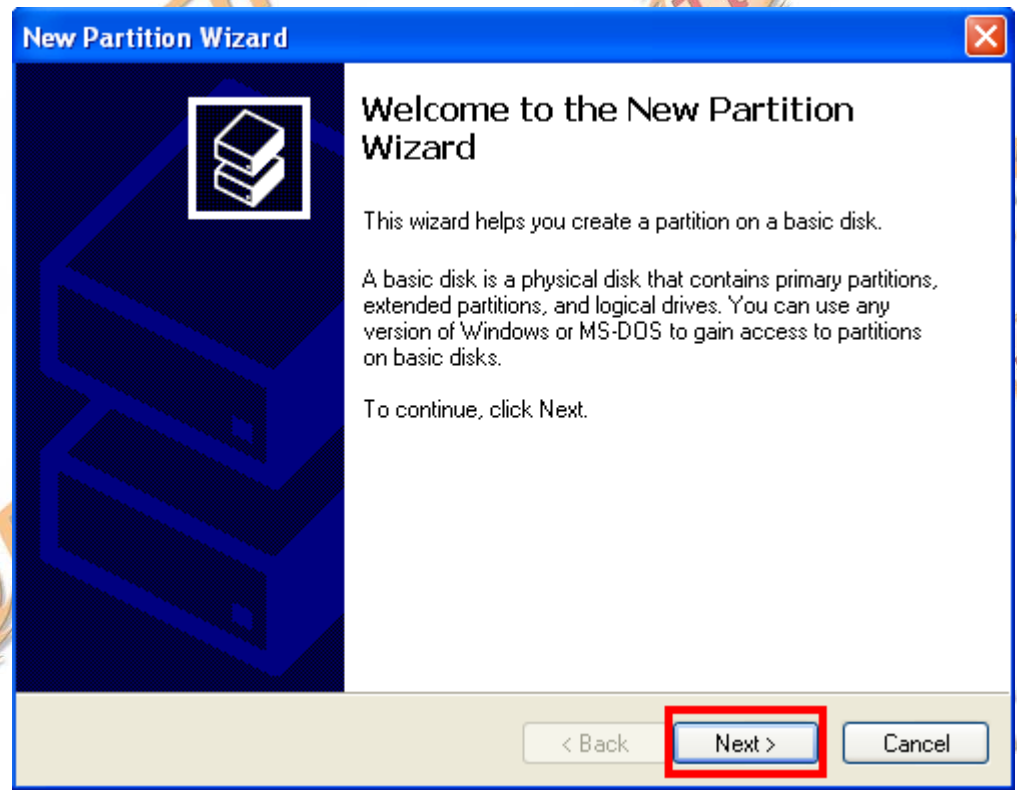 New Partition Wizard
Welcome to the New Partition
Wizard
This wizard helps you create a partition on a basic disk.
A basic disk is a physical disk that contains primary partitions,
extended partitions, and logical drives. You can use any
version of Windows or MS-DOS to gain access to partitions
on basic disks.
To continue, click Next.
< Back
Next >
Cancel